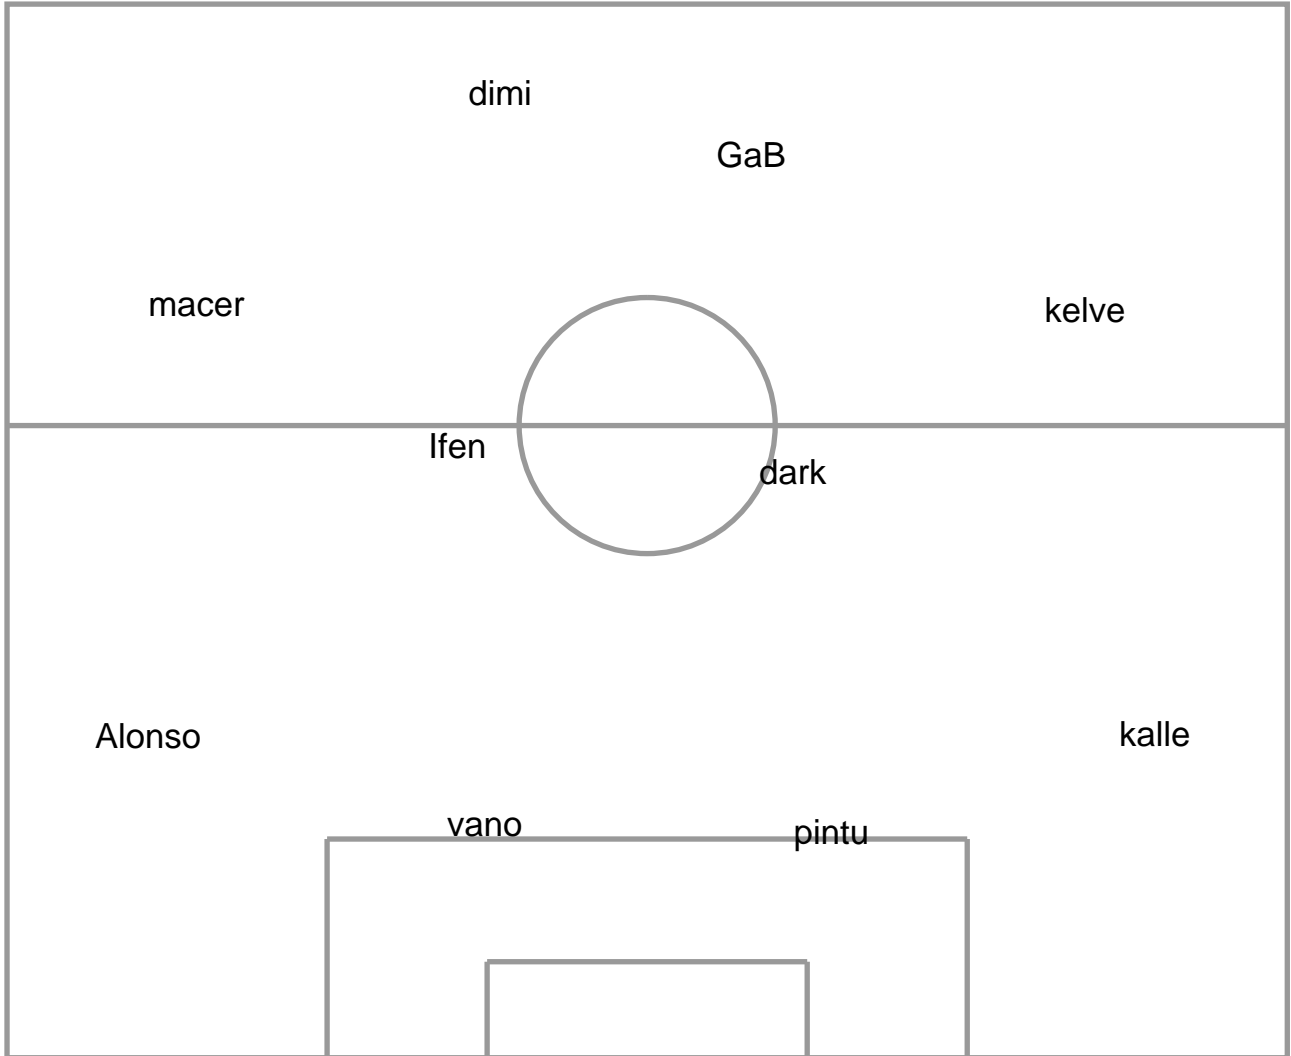 dimi
GaB
macer
kelve
Ifen
dark
Alonso
kalle
vano
pintu